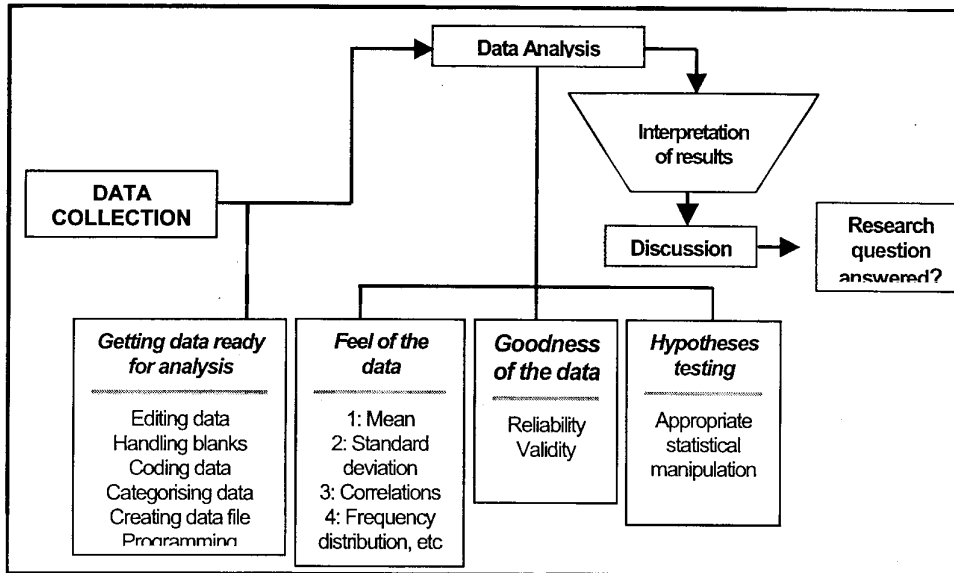 Data Analysis
Interpretation
of results
DATA
COLLECTION
Discussion
Research
question
answered?
Getting data ready
for analysis
Editing data
Handling blanks
Coding data
Categorising data
Creating data file
Programming
Feel of the
data
1: Mean
2: Standard
deviation
3: Correlations
4: Frequency
distribution, etc
Goodness
of the data
Reliability
Validity
Hypotheses
testing
Appropriate
statistical
manipulation